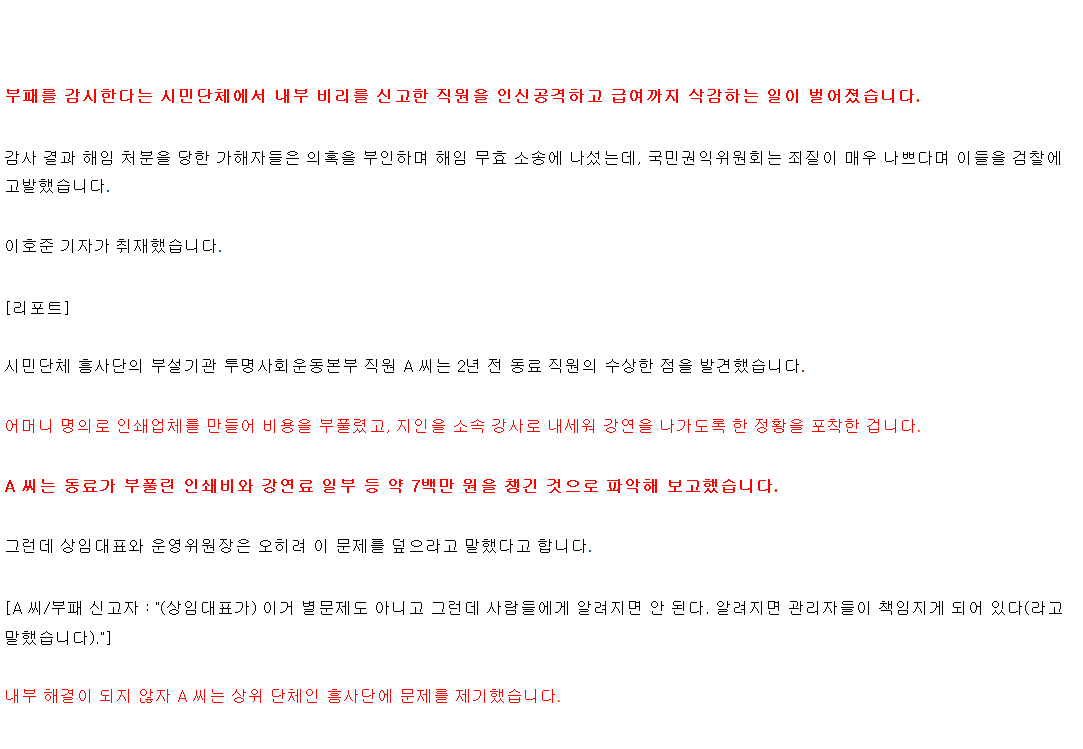 부패를 감시한다는 시민단체에서 내부 비리를 신고한 직원을 인신공격하고 급여까지 삭감하는 일이 벌어졌습니다.
감사 결과 해임 처분을 당한 가해자들은 의혹을 부인하며 해임 무효 소송에 나섰는데, 국민권익위원회는 죄질이 매우 나쁘다며 이들을 검찰에
고발했습니다.
이호준 기자가 취재했습니다.
[리포트]
시민단체 흥사단의 부설기관 투명사회운동본부 직원 A 씨는 2년 전 동료 직원의 수상한 점을 발견했습니다.
어머니 명의로 인쇄업체를 만들어 비용을 부풀렸고, 지인을 소속 강사로 내세워 강연을 나가도록 한 정황을 포착한 겁니다.
A 씨는 동료가 부풀린 인쇄비와 강연료 일부 등 약 7백만 원을 챙긴 것으로 파악해 보고했습니다.
그런데 상임대표와 운영위원장은 오히려 이 문제를 덮으라고 말했다고 합니다.
[A 씨/부패 신고자 : "(상임대표가) 이거 별문제도 아니고 그런데 사람들에게 알려지면 안 된다. 알려지면 관리자들이 책임지게 되어 있다(라고
말했습니다)."]
내부 해결이 되지 않자 A 씨는 상위 단체인 흥사단에 문제를 제기했습니다.